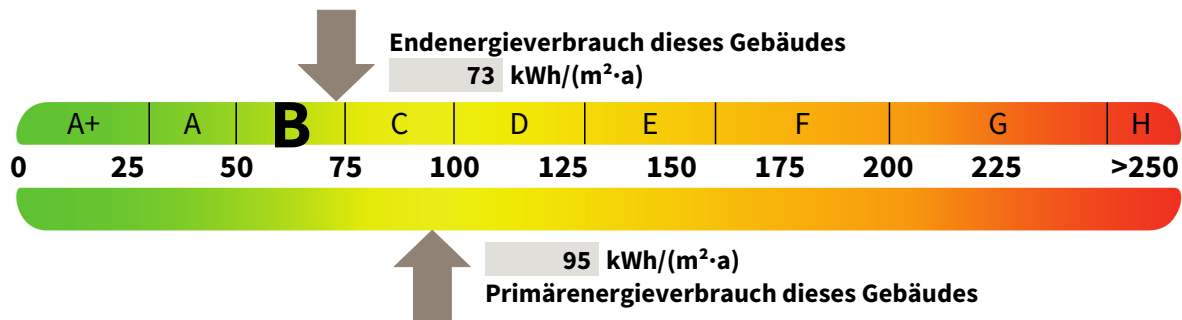 Endenergieverbrauch dieses Gebäudes
73 kWh/(m²·a)
A+ A B C D E F G H
0 25 50 75 100 125 150 175 200 225 >250
95 kWh/(m²·a)
Primärenergieverbrauch dieses Gebäudes